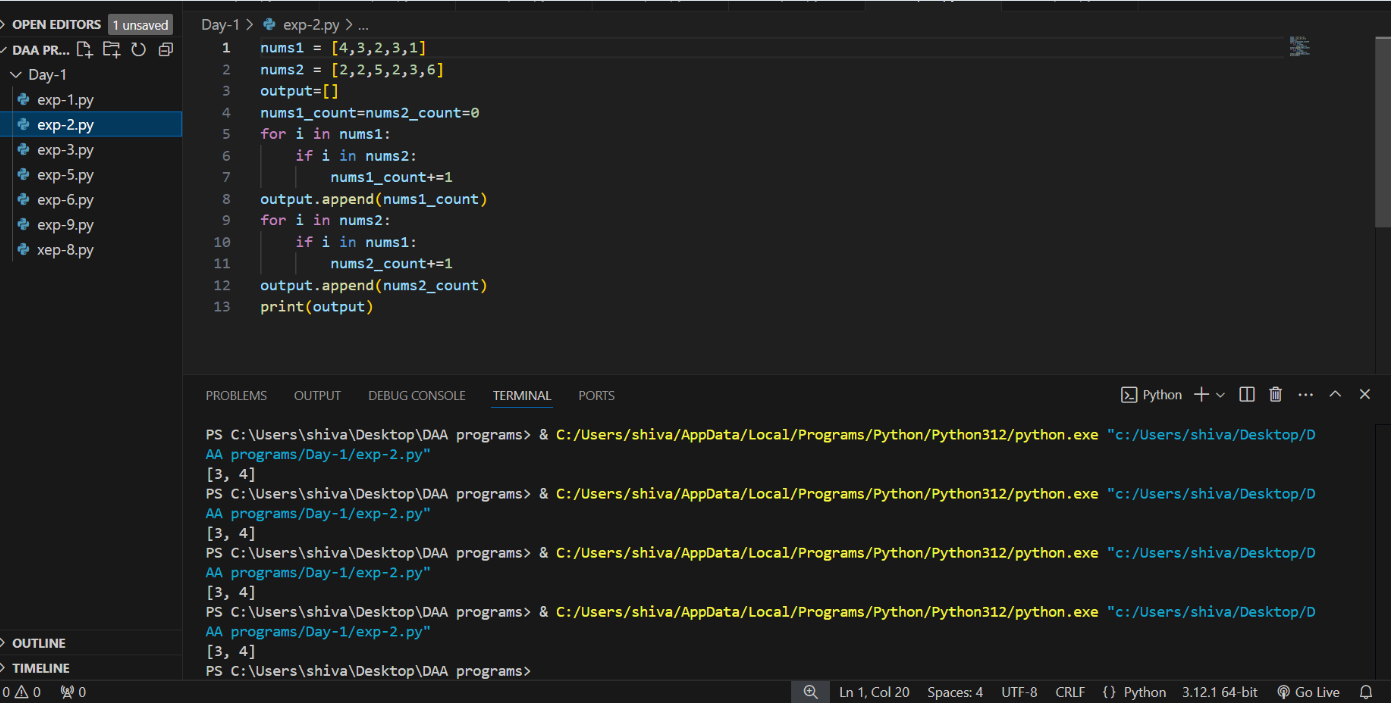 OPEN EDITORS 1 unsaved
DAA PR...
Day-1
exp-1.py
exp-2.py
exp-3.py
exp-5.py
exp-6.py
exp-9.py
xep-8.py
OUTLINE
TIMELINE
Day-1 > exp-2.py > ...
1 nums1 = [4,3,2,3,1]
2 nums2 = [2,2,5,2,3,6]
3 output=[]
4 nums1_count=nums2_count=0
5 for i in nums1:
6     if i in nums2:
7         nums1_count+=1
8 output.append(nums1_count)
9 for i in nums2:
10     if i in nums1:
11         nums2_count+=1
12 output.append(nums2_count)
13 print(output)
PROBLEMS OUTPUT DEBUG CONSOLE TERMINAL PORTS Python
PS C:\Users\shiva\Desktop\DAA programs> & C:/Users/shiva/AppData/Local/Programs/Python/Python312/python.exe "c:/Users/shiva/Desktop/D
AA programs/Day-1/exp-2.py"
[3, 4]
PS C:\Users\shiva\Desktop\DAA programs> & C:/Users/shiva/AppData/Local/Programs/Python/Python312/python.exe "c:/Users/shiva/Desktop/D
AA programs/Day-1/exp-2.py"
[3, 4]
PS C:\Users\shiva\Desktop\DAA programs> & C:/Users/shiva/AppData/Local/Programs/Python/Python312/python.exe "c:/Users/shiva/Desktop/D
AA programs/Day-1/exp-2.py"
[3, 4]
PS C:\Users\shiva\Desktop\DAA programs> & C:/Users/shiva/AppData/Local/Programs/Python/Python312/python.exe "c:/Users/shiva/Desktop/D
AA programs/Day-1/exp-2.py"
[3, 4]
PS C:\Users\shiva\Desktop\DAA programs>
0 0 0 Ln 1, Col 20 Spaces: 4 UTF-8 CRLF {} Python 3.12.1 64-bit Go Live